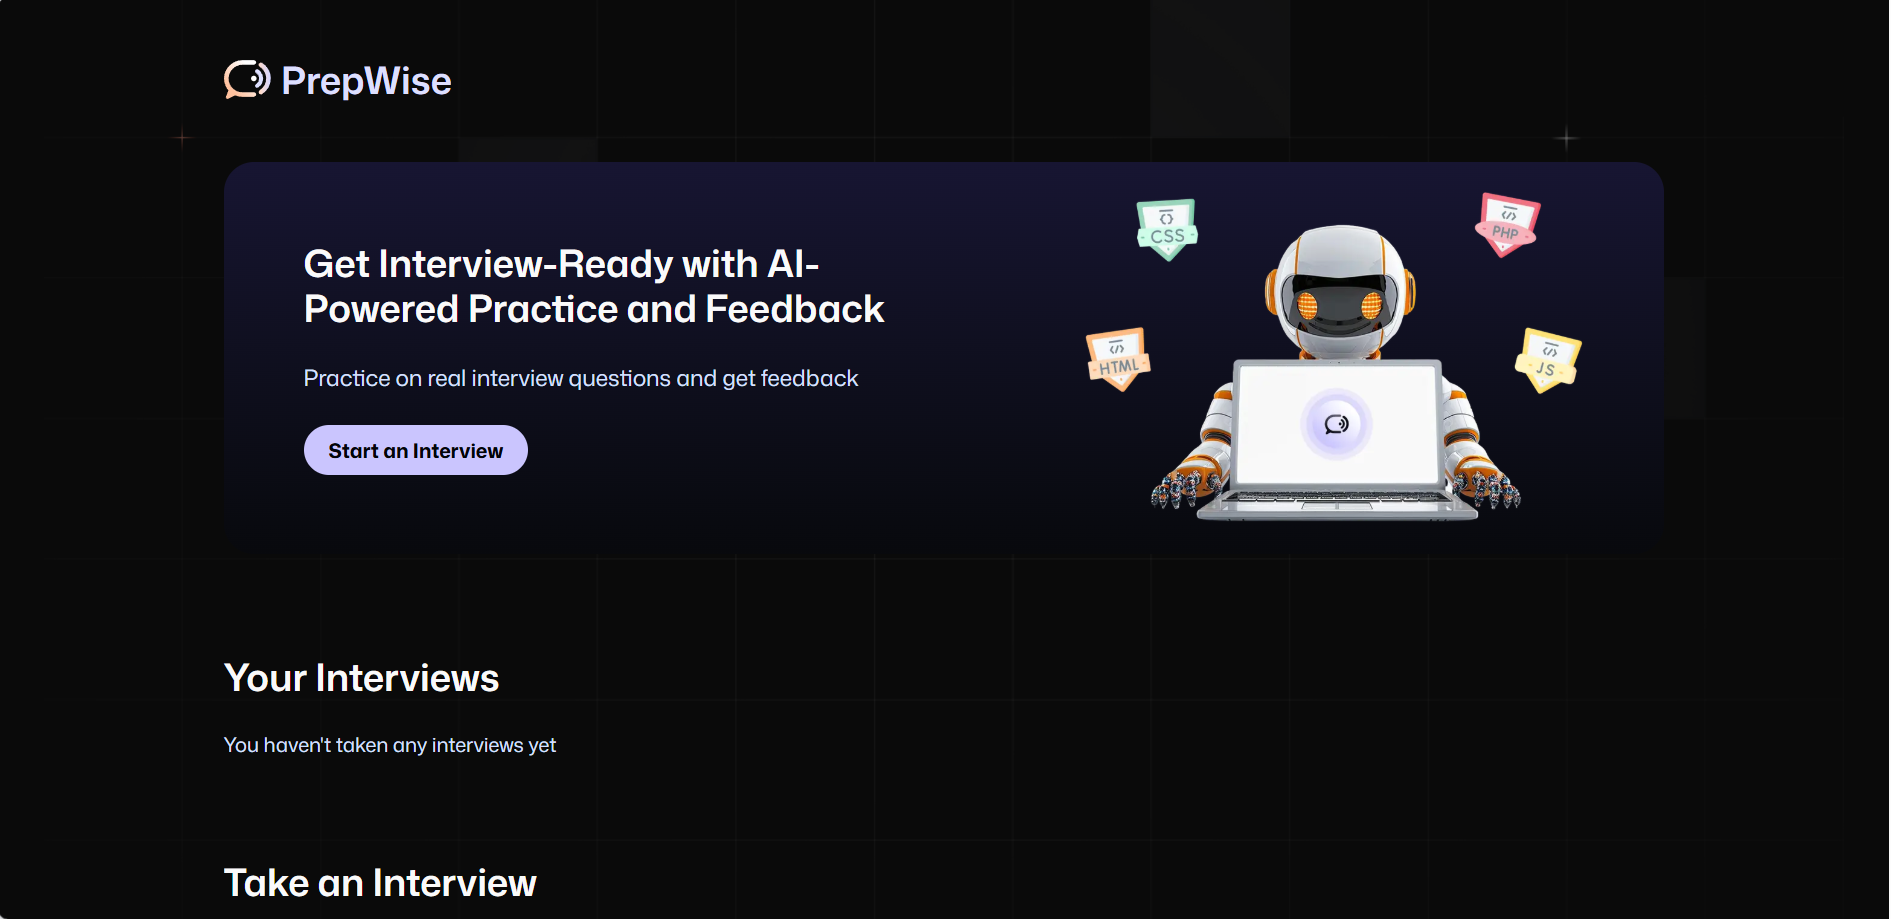 PrepWise
Get Interview-Ready with AI-
Powered Practice and Feedback
Practice on real interview questions and get feedback
Start an Interview
CSS
PHP
HTML
JS
Your Interviews
You haven't taken any interviews yet
Take an Interview